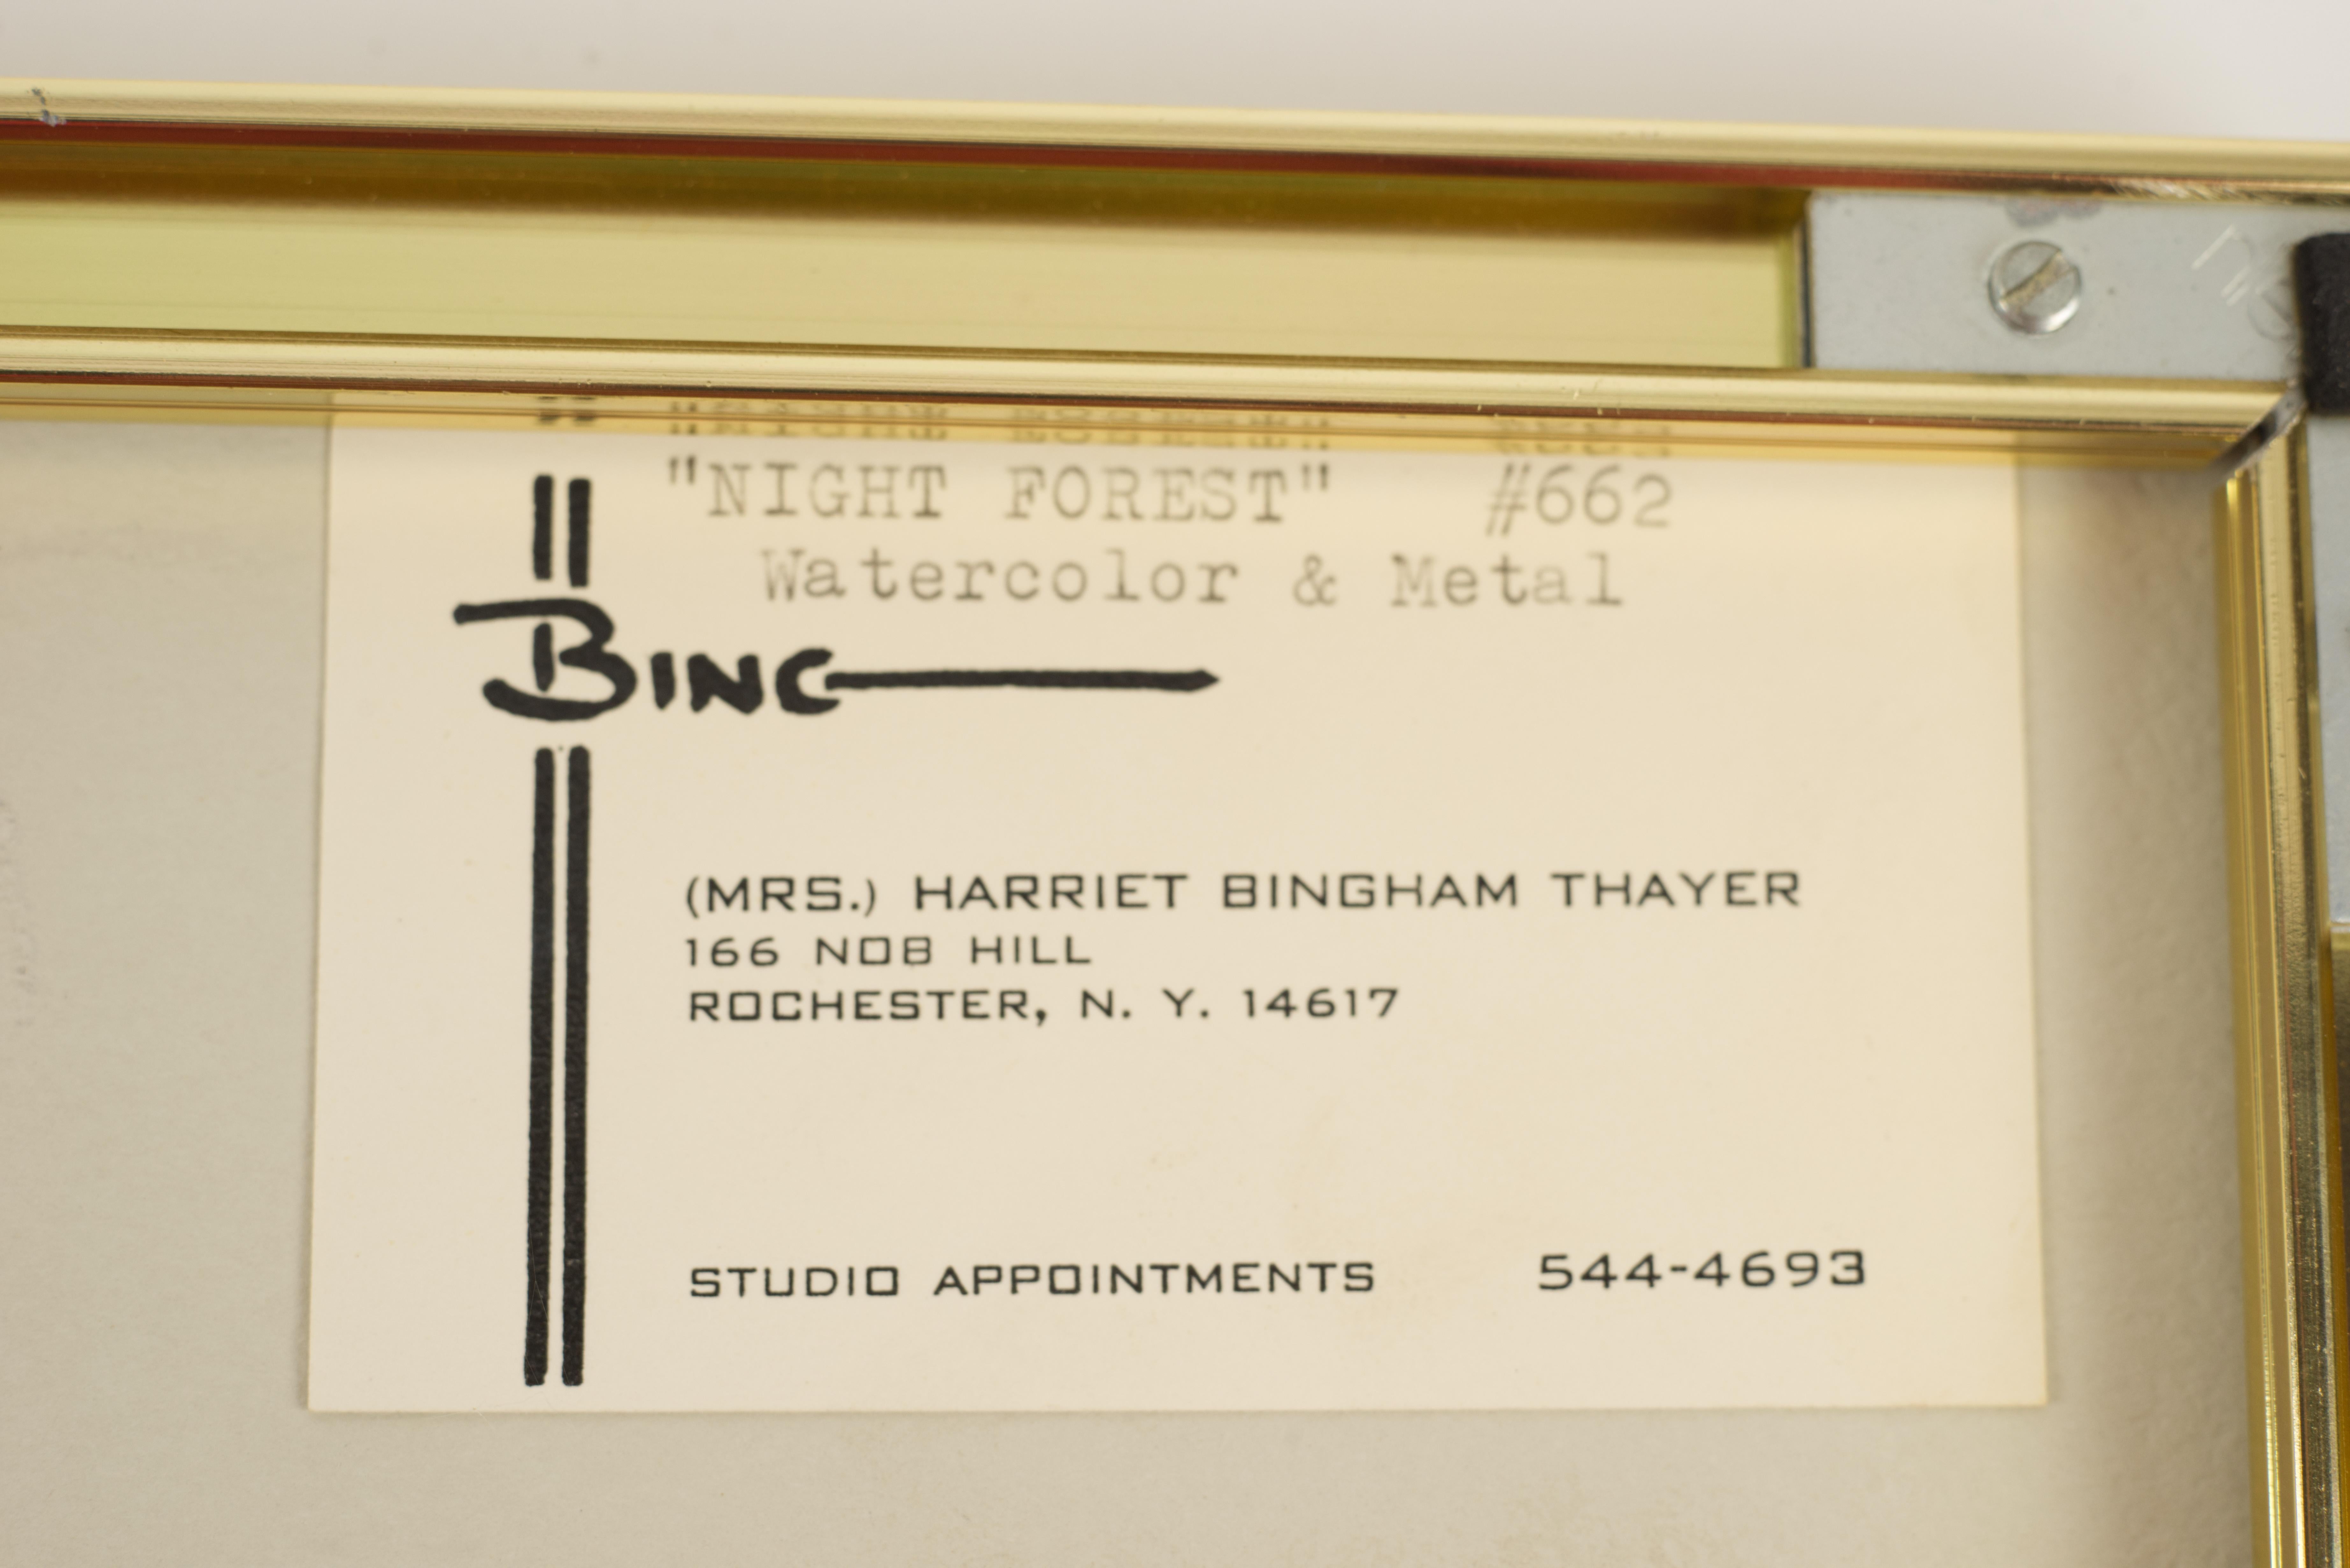 "NIGHT FOREST" #662
Watercolor & Metal
BING
(MRS.) HARRIET BINGHAM THAYER
166 NOB HILL
ROCHESTER, N. Y. 14617
STUDIO APPOINTMENTS 544-4693